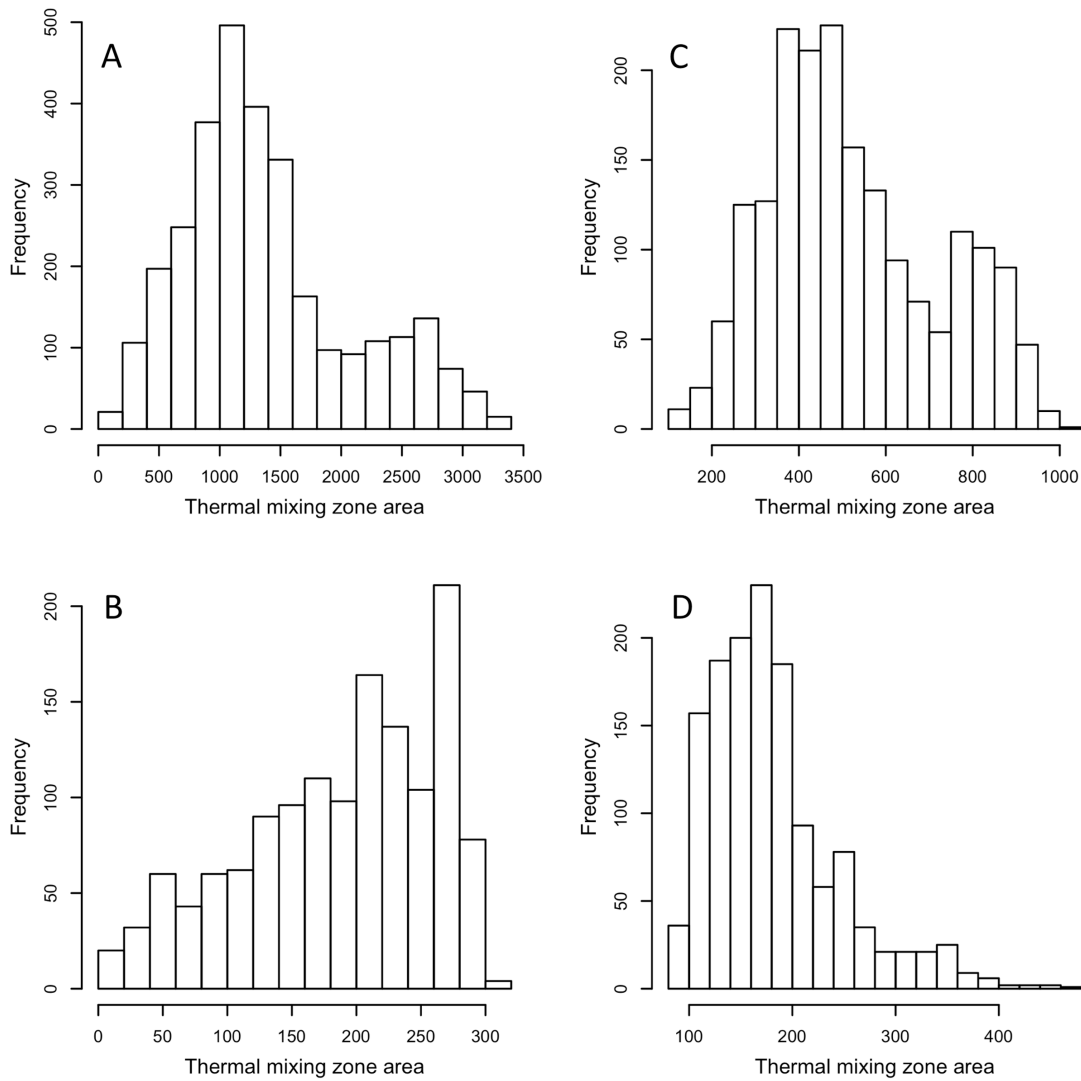 A
Frequency
0
100
200
300
400
500
0 500 1000 1500 2000 2500 3000 3500
Thermal mixing zone area
C
Frequency
0
50
100
150
200
200 400 600 800 1000
Thermal mixing zone area
B
Frequency
0
50
100
150
200
0 50 100 150 200 250 300
Thermal mixing zone area
D
Frequency
0
50
100
150
200
100 200 300 400
Thermal mixing zone area